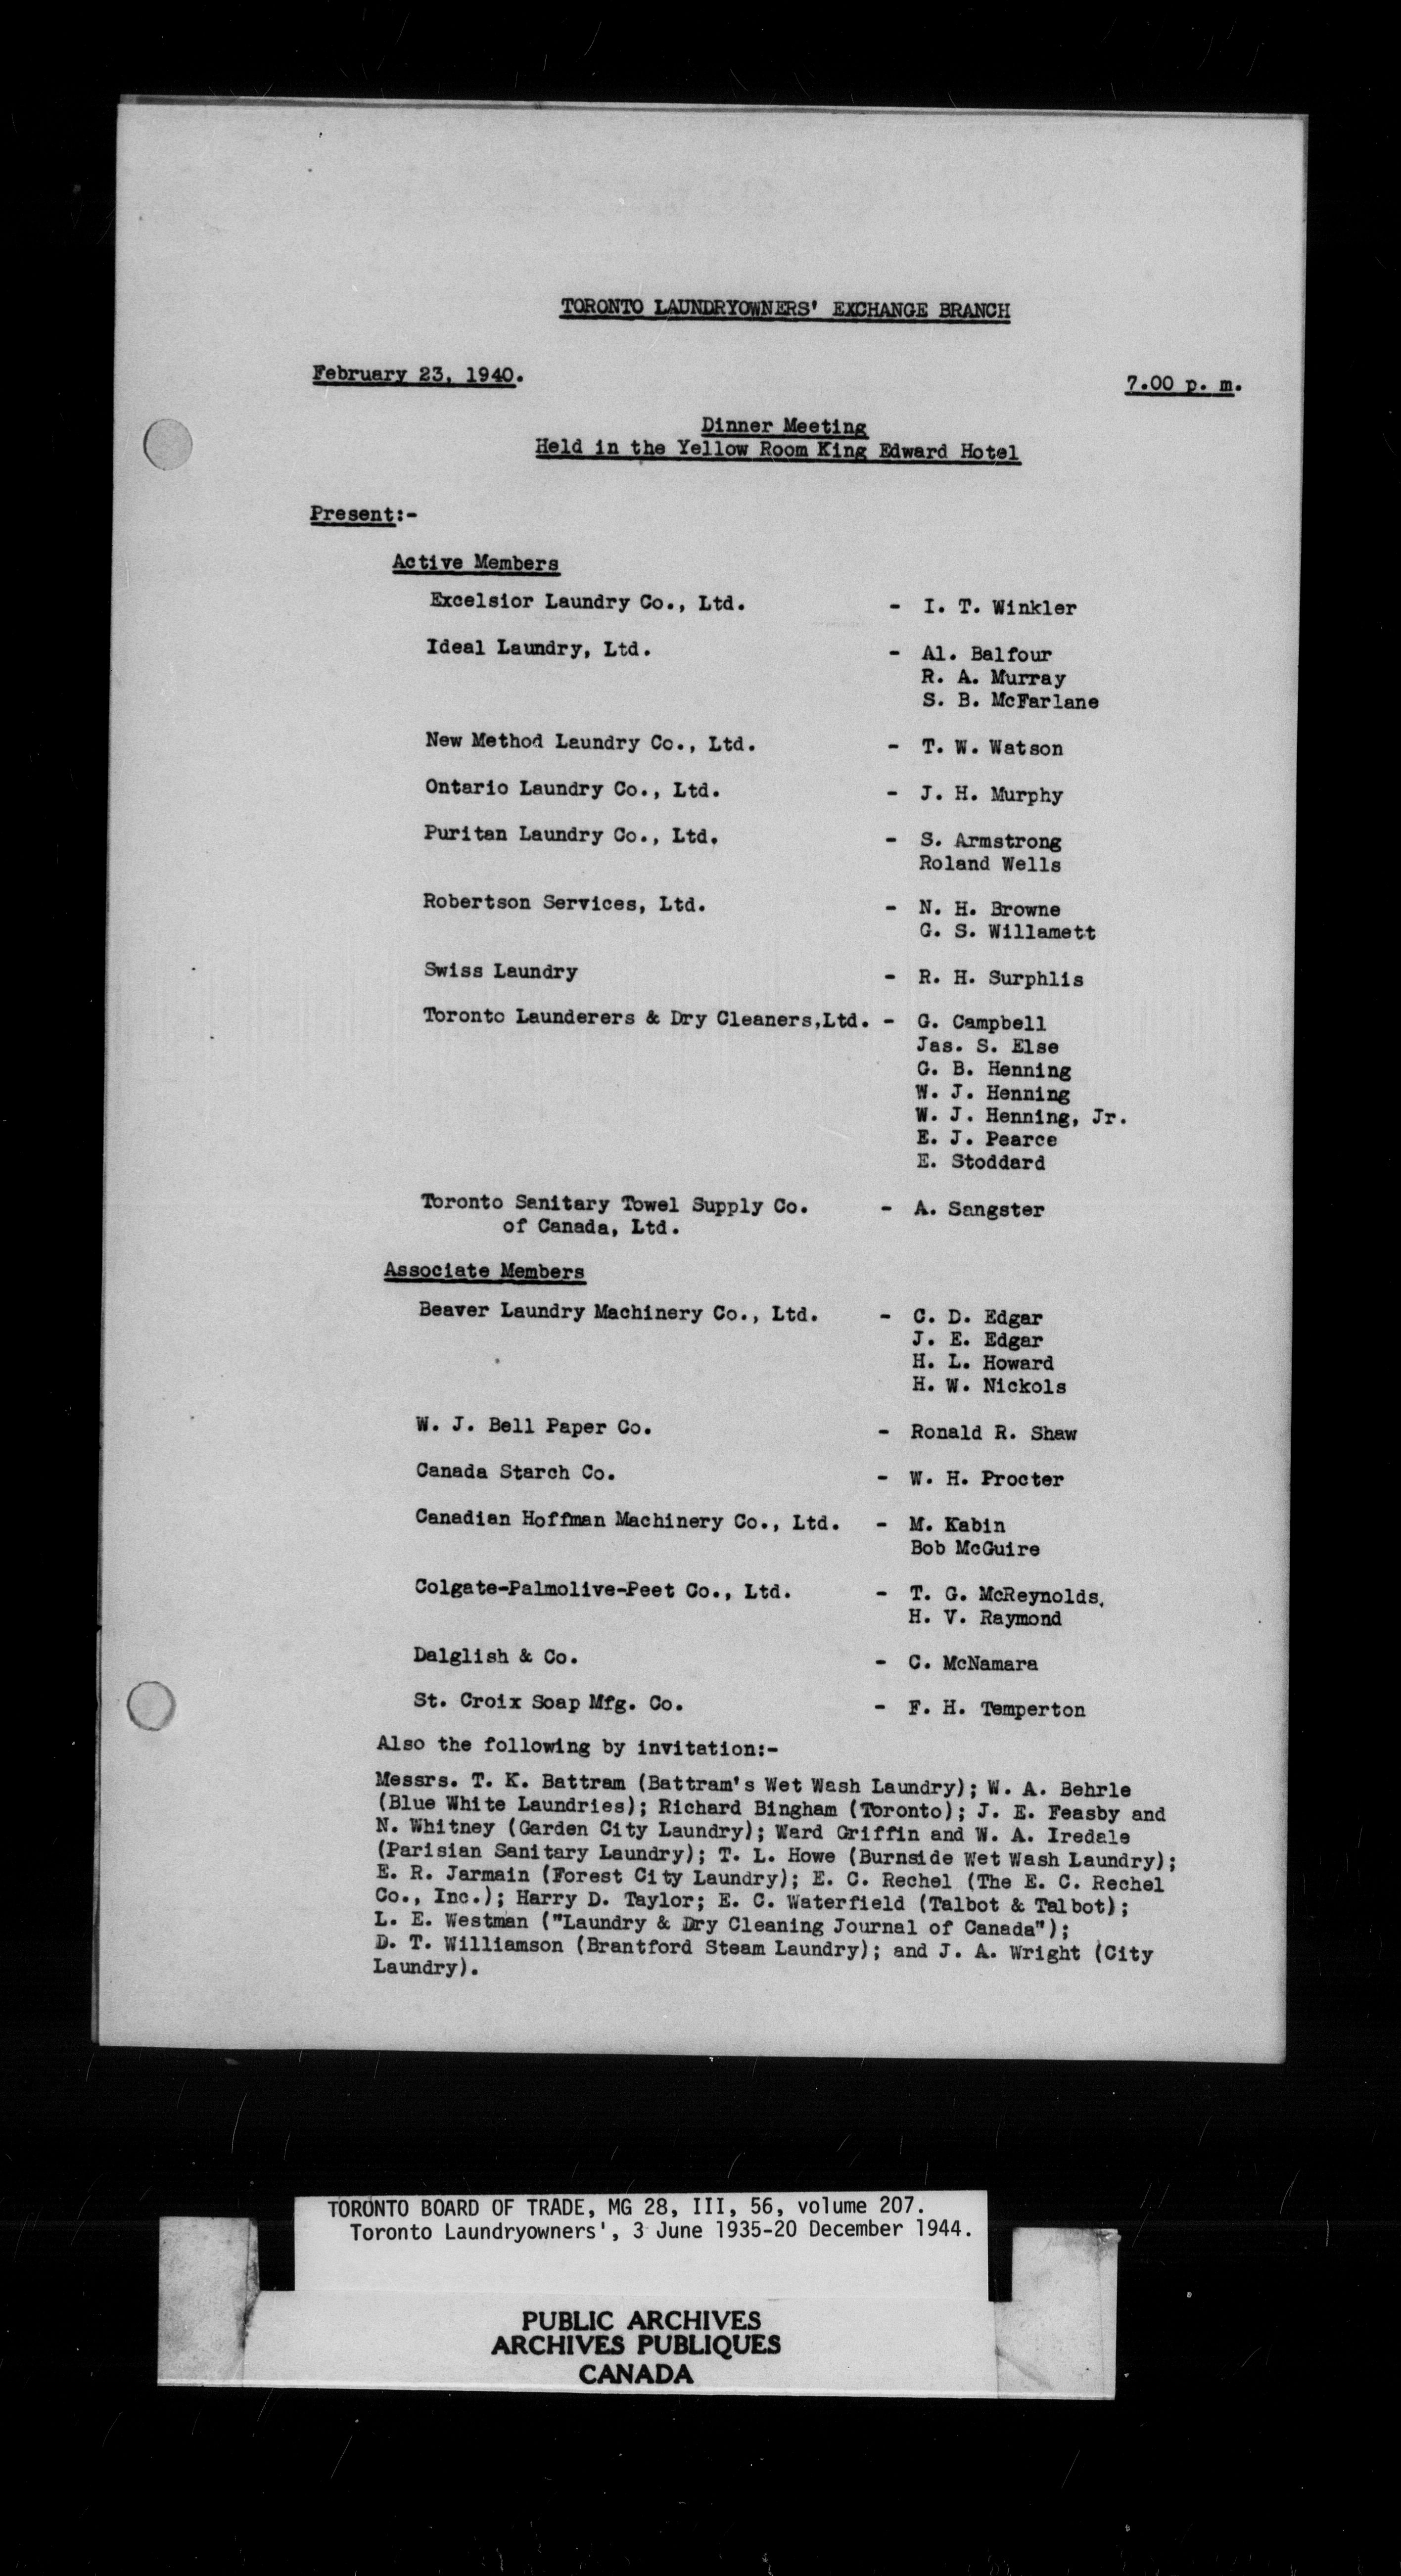 TORONTO LAUNDRYOWNERS' EXCHANGE BRANCH
February 23, 1940. 7.00 p. m.
Dinner Meeting
Held in the Yellow Room King Edward Hotel
Present:-
Active Members
Excelsior Laundry Co., Ltd. - I. T. Winkler
Ideal Laundry, Ltd. - Al. Balfour
R. A. Murray
S. B. McFarlane
New Method Laundry Co., Ltd. - T. W. Watson
Ontario Laundry Co., Ltd. - J. H. Murphy
Puritan Laundry Co., Ltd. - S. Armstrong
Roland Wells
Robertson Services, Ltd. - N. H. Browne
G. S. Willamett
Swiss Laundry - R. H. Surphlis
Toronto Launderers & Dry Cleaners,Ltd. - G. Campbell
Jas. S. Else
G. B. Henning
W. J. Henning
W. J. Henning, Jr.
E. J. Pearce
E. Stoddard
Toronto Sanitary Towel Supply Co. - A. Sangster
of Canada, Ltd.
Associate Members
Beaver Laundry Machinery Co., Ltd. - C. D. Edgar
J. E. Edgar
H. L. Howard
H. W. Nickols
W. J. Bell Paper Co. - Ronald R. Shaw
Canada Starch Co. - W. H. Procter
Canadian Hoffman Machinery Co., Ltd. - M. Kabin
Bob McGuire
Colgate-Palmolive-Peet Co., Ltd. - T. G. McReynolds,
H. V. Raymond
Dalglish & Co. - C. McNamara
St. Croix Soap Mfg. Co. - F. H. Temperton
Also the following by invitation:-
Messrs. T. K. Battram (Battram's Wet Wash Laundry); W. A. Behrle
(Blue White Laundries); Richard Bingham (Toronto); J. E. Feasby and
N. Whitney (Garden City Laundry); Ward Griffin and W. A. Iredale
(Parisian Sanitary Laundry); T. L. Howe (Burnside Wet Wash Laundry);
E. R. Jarmain (Forest City Laundry); E. C. Rechel (The E. C. Rechel
Co., Inc.); Harry D. Taylor; E. C. Waterfield (Talbot & Talbot);
L. E. Westman ("Laundry & Dry Cleaning Journal of Canada");
D. T. Williamson (Brantford Steam Laundry); and J. A. Wright (City
Laundry).
TORONTO BOARD OF TRADE, MG 28, III, 56, volume 207.
Toronto Laundryowners', 3 June 1935-20 December 1944.
PUBLIC ARCHIVES
ARCHIVES PUBLIQUES
CANADA